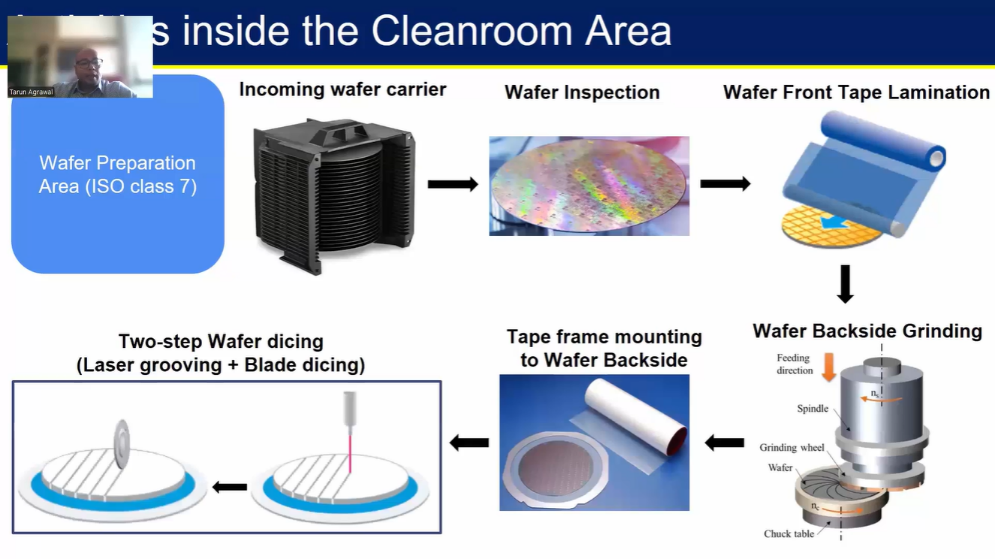 s inside the Cleanroom Area
Tarun Agrawal
Wafer Preparation
Area (ISO class 7)
Incoming wafer carrier
Wafer Inspection
Wafer Front Tape Lamination
Wafer Backside Grinding
Feeding
direction
n
Spindle
Grinding wheel
Wafer
n
Chuck table
Tape frame mounting
to Wafer Backside
Two-step Wafer dicing
(Laser grooving + Blade dicing)